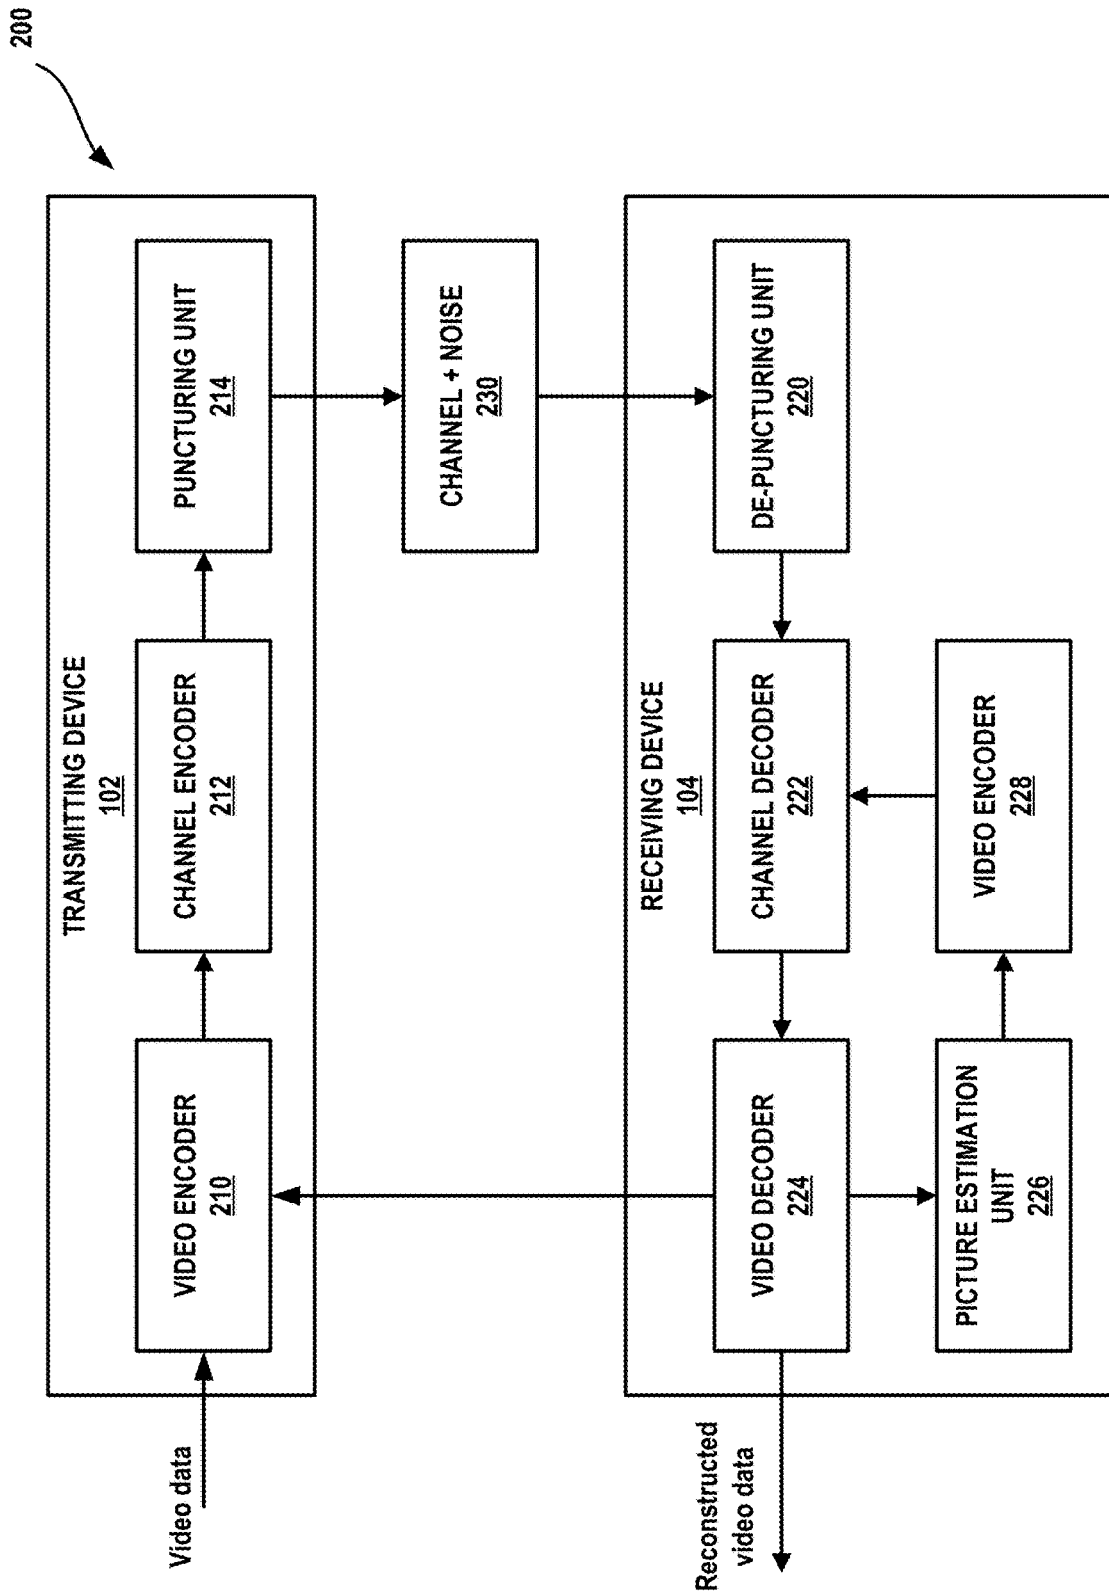 200
TRANSMITTING DEVICE
102
Video data
VIDEO ENCODER
210
CHANNEL ENCODER
212
PUNCTURING UNIT
214
CHANNEL + NOISE
230
RECEIVING DEVICE
104
Reconstructed
video data
VIDEO DECODER
224
CHANNEL DECODER
222
DE-PUNCTURING UNIT
220
PICTURE ESTIMATION
UNIT
226
VIDEO ENCODER
228